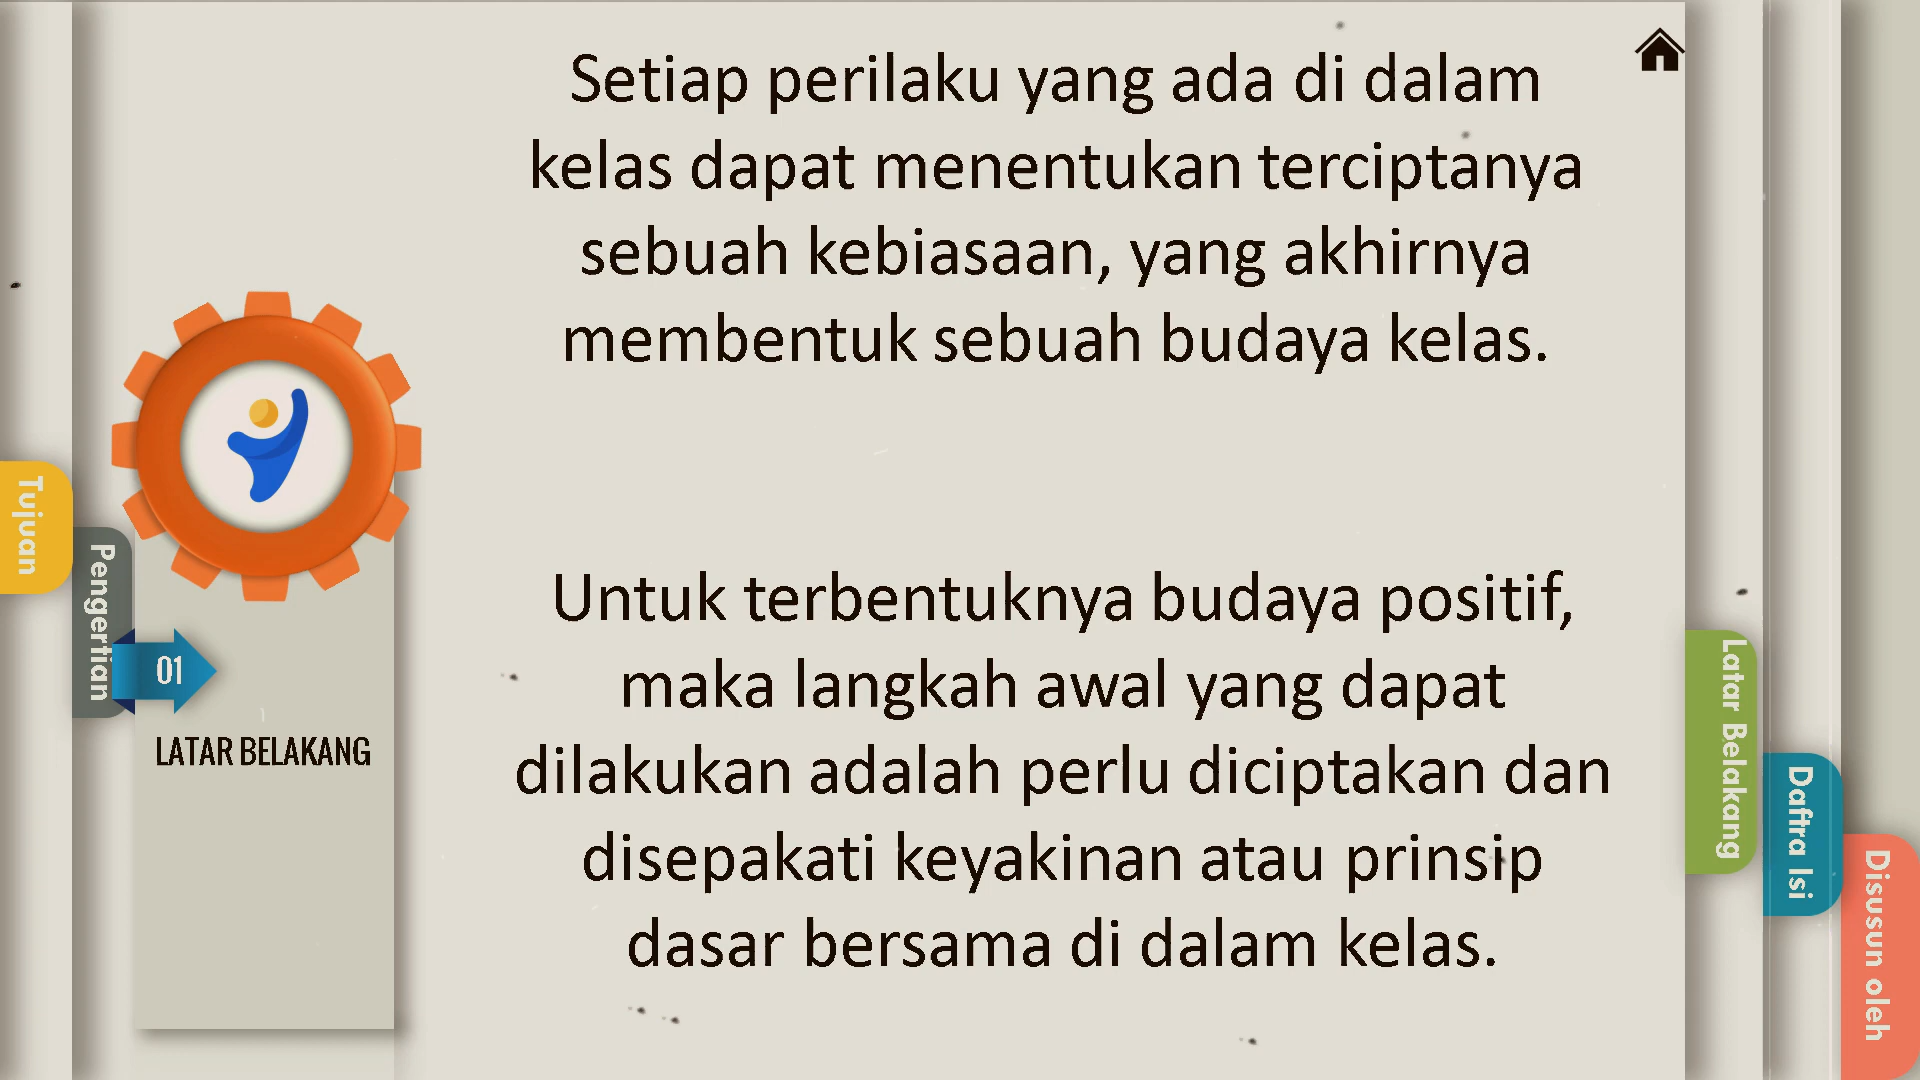 Setiap perilaku yang ada di dalam
kelas dapat menentukan terciptanya
sebuah kebiasaan, yang akhirnya
membentuk sebuah budaya kelas.
Untuk terbentuknya budaya positif,
maka langkah awal yang dapat
dilakukan adalah perlu diciptakan dan
disepakati keyakinan atau prinsip
dasar bersama di dalam kelas.
Tujuan
Pengertian
01
LATAR BELAKANG
Latar Belakang
Daftra Isi
Disusun oleh